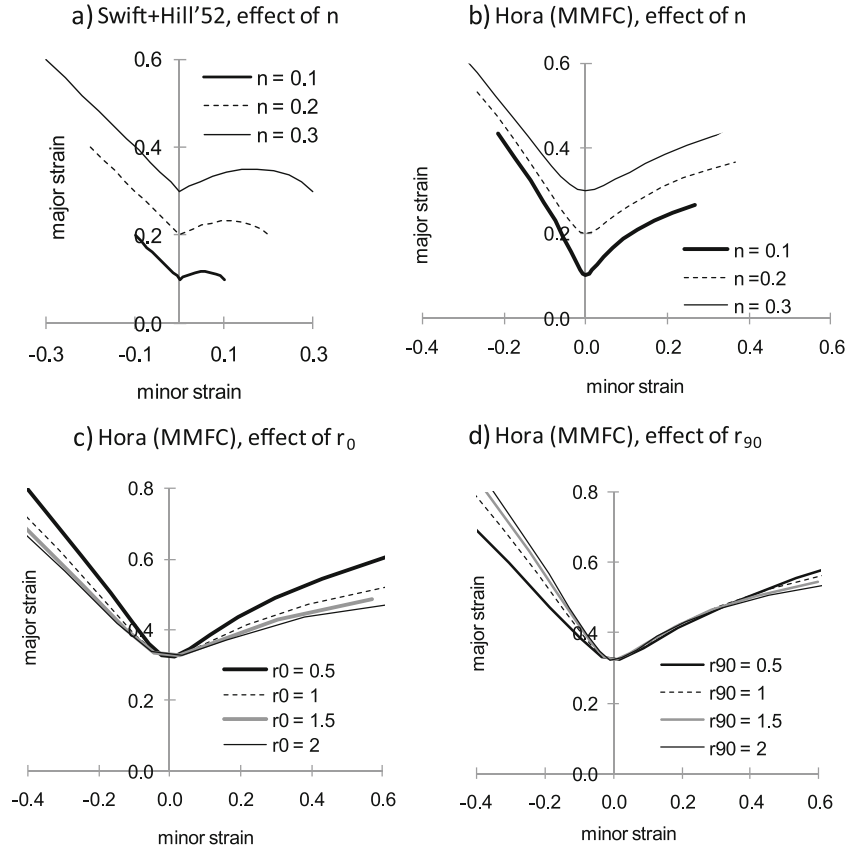 a) Swift+Hill’52, effect of n
0.6
0.4
0.2
0.0
-0.3
-0.1
0.1
0.3
major strain
minor strain
n = 0.1
n = 0.2
n = 0.3
b) Hora (MMFC), effect of n
0.6
0.4
0.2
0.0
-0.4
-0.2
0.0
0.2
0.4
0.6
major strain
minor strain
n = 0.1
n =0.2
n = 0.3
c) Hora (MMFC), effect of r₀
0.8
0.6
0.4
0.2
0.0
-0.4
-0.2
0.0
0.2
0.4
0.6
major strain
minor strain
r0 = 0.5
r0 = 1
r0 = 1.5
r0 = 2
d) Hora (MMFC), effect of r₉₀
0.8
0.6
0.4
0.2
0.0
-0.4
-0.2
0.0
0.2
0.4
0.6
major strain
minor strain
r90 = 0.5
r90 = 1
r90 = 1.5
r90 = 2